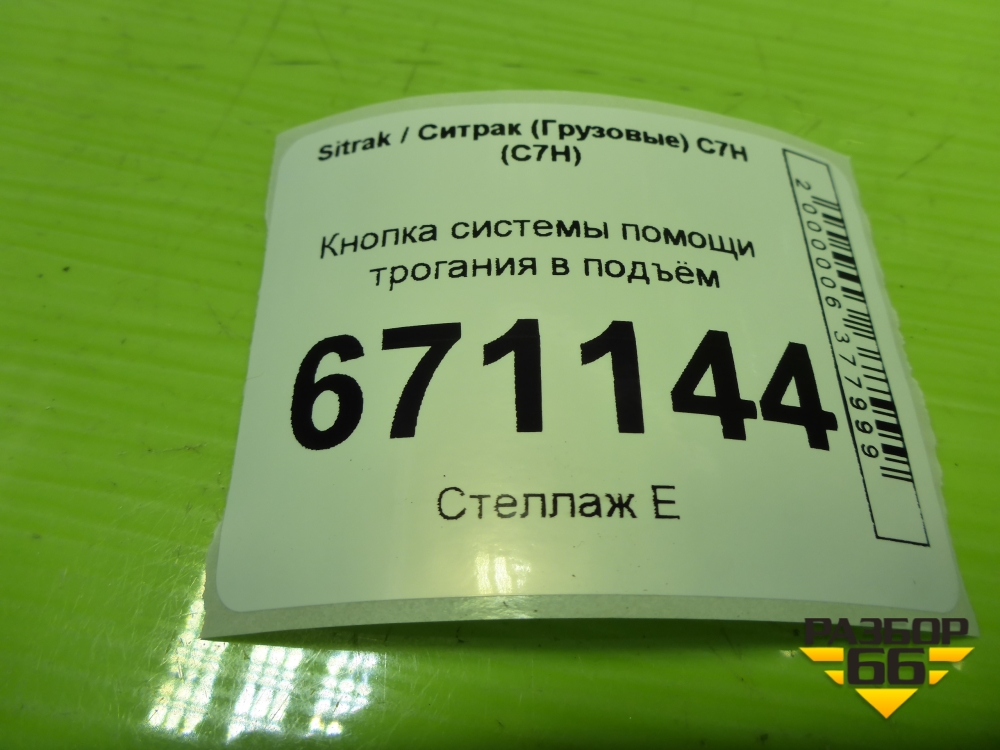 Sitrak / Ситрак (Грузовые) C7H
(C7H)
Кнопка системы помощи
трогания в подъём
671144
Стеллаж Е
2000006377999
РАЗБОР
66